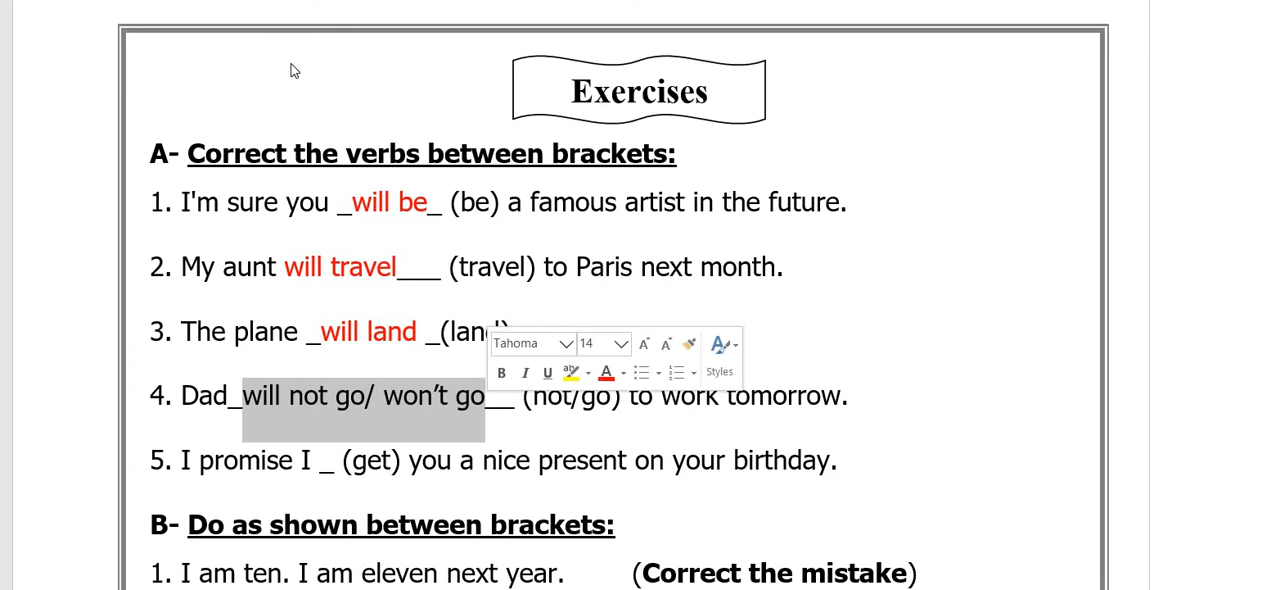 Exercises
A- Correct the verbs between brackets:
1. I'm sure you _will be_ (be) a famous artist in the future.
2. My aunt will travel___ (travel) to Paris next month.
3. The plane _will land _(land)
Tahoma 14
B I U Styles
4. Dad_will not go/ won’t go__ (not/go) to work tomorrow.
5. I promise I _ (get) you a nice present on your birthday.
B- Do as shown between brackets:
1. I am ten. I am eleven next year. (Correct the mistake)